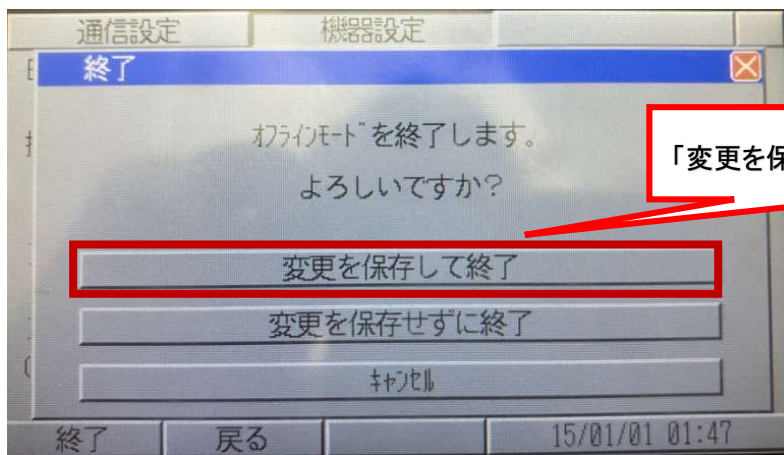 通信設定 機器設定
終了
ｵﾌﾗｲﾝﾓｰﾄﾞを終了します。
よろしいですか?
「変更を保
変更を保存して終了
変更を保存せずに終了
ｷｬﾝｾﾙ
終了 戻る 15/01/01 01:47